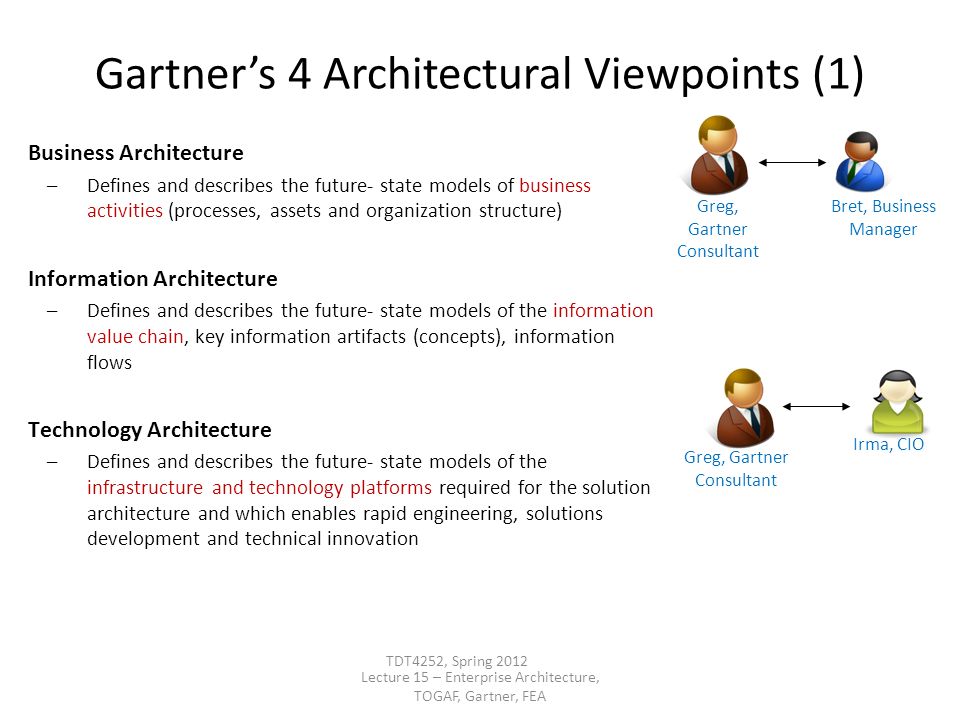 Gartner’s 4 Architectural Viewpoints (1)
Business Architecture
– Defines and describes the future- state models of business
activities (processes, assets and organization structure)
Greg,
Gartner
Consultant
Bret, Business
Manager
Information Architecture
– Defines and describes the future- state models of the information
value chain, key information artifacts (concepts), information
flows
Technology Architecture
– Defines and describes the future- state models of the
infrastructure and technology platforms required for the solution
architecture and which enables rapid engineering, solutions
development and technical innovation
Greg, Gartner
Consultant
Irma, CIO
TDT4252, Spring 2012
Lecture 15 – Enterprise Architecture,
TOGAF, Gartner, FEA